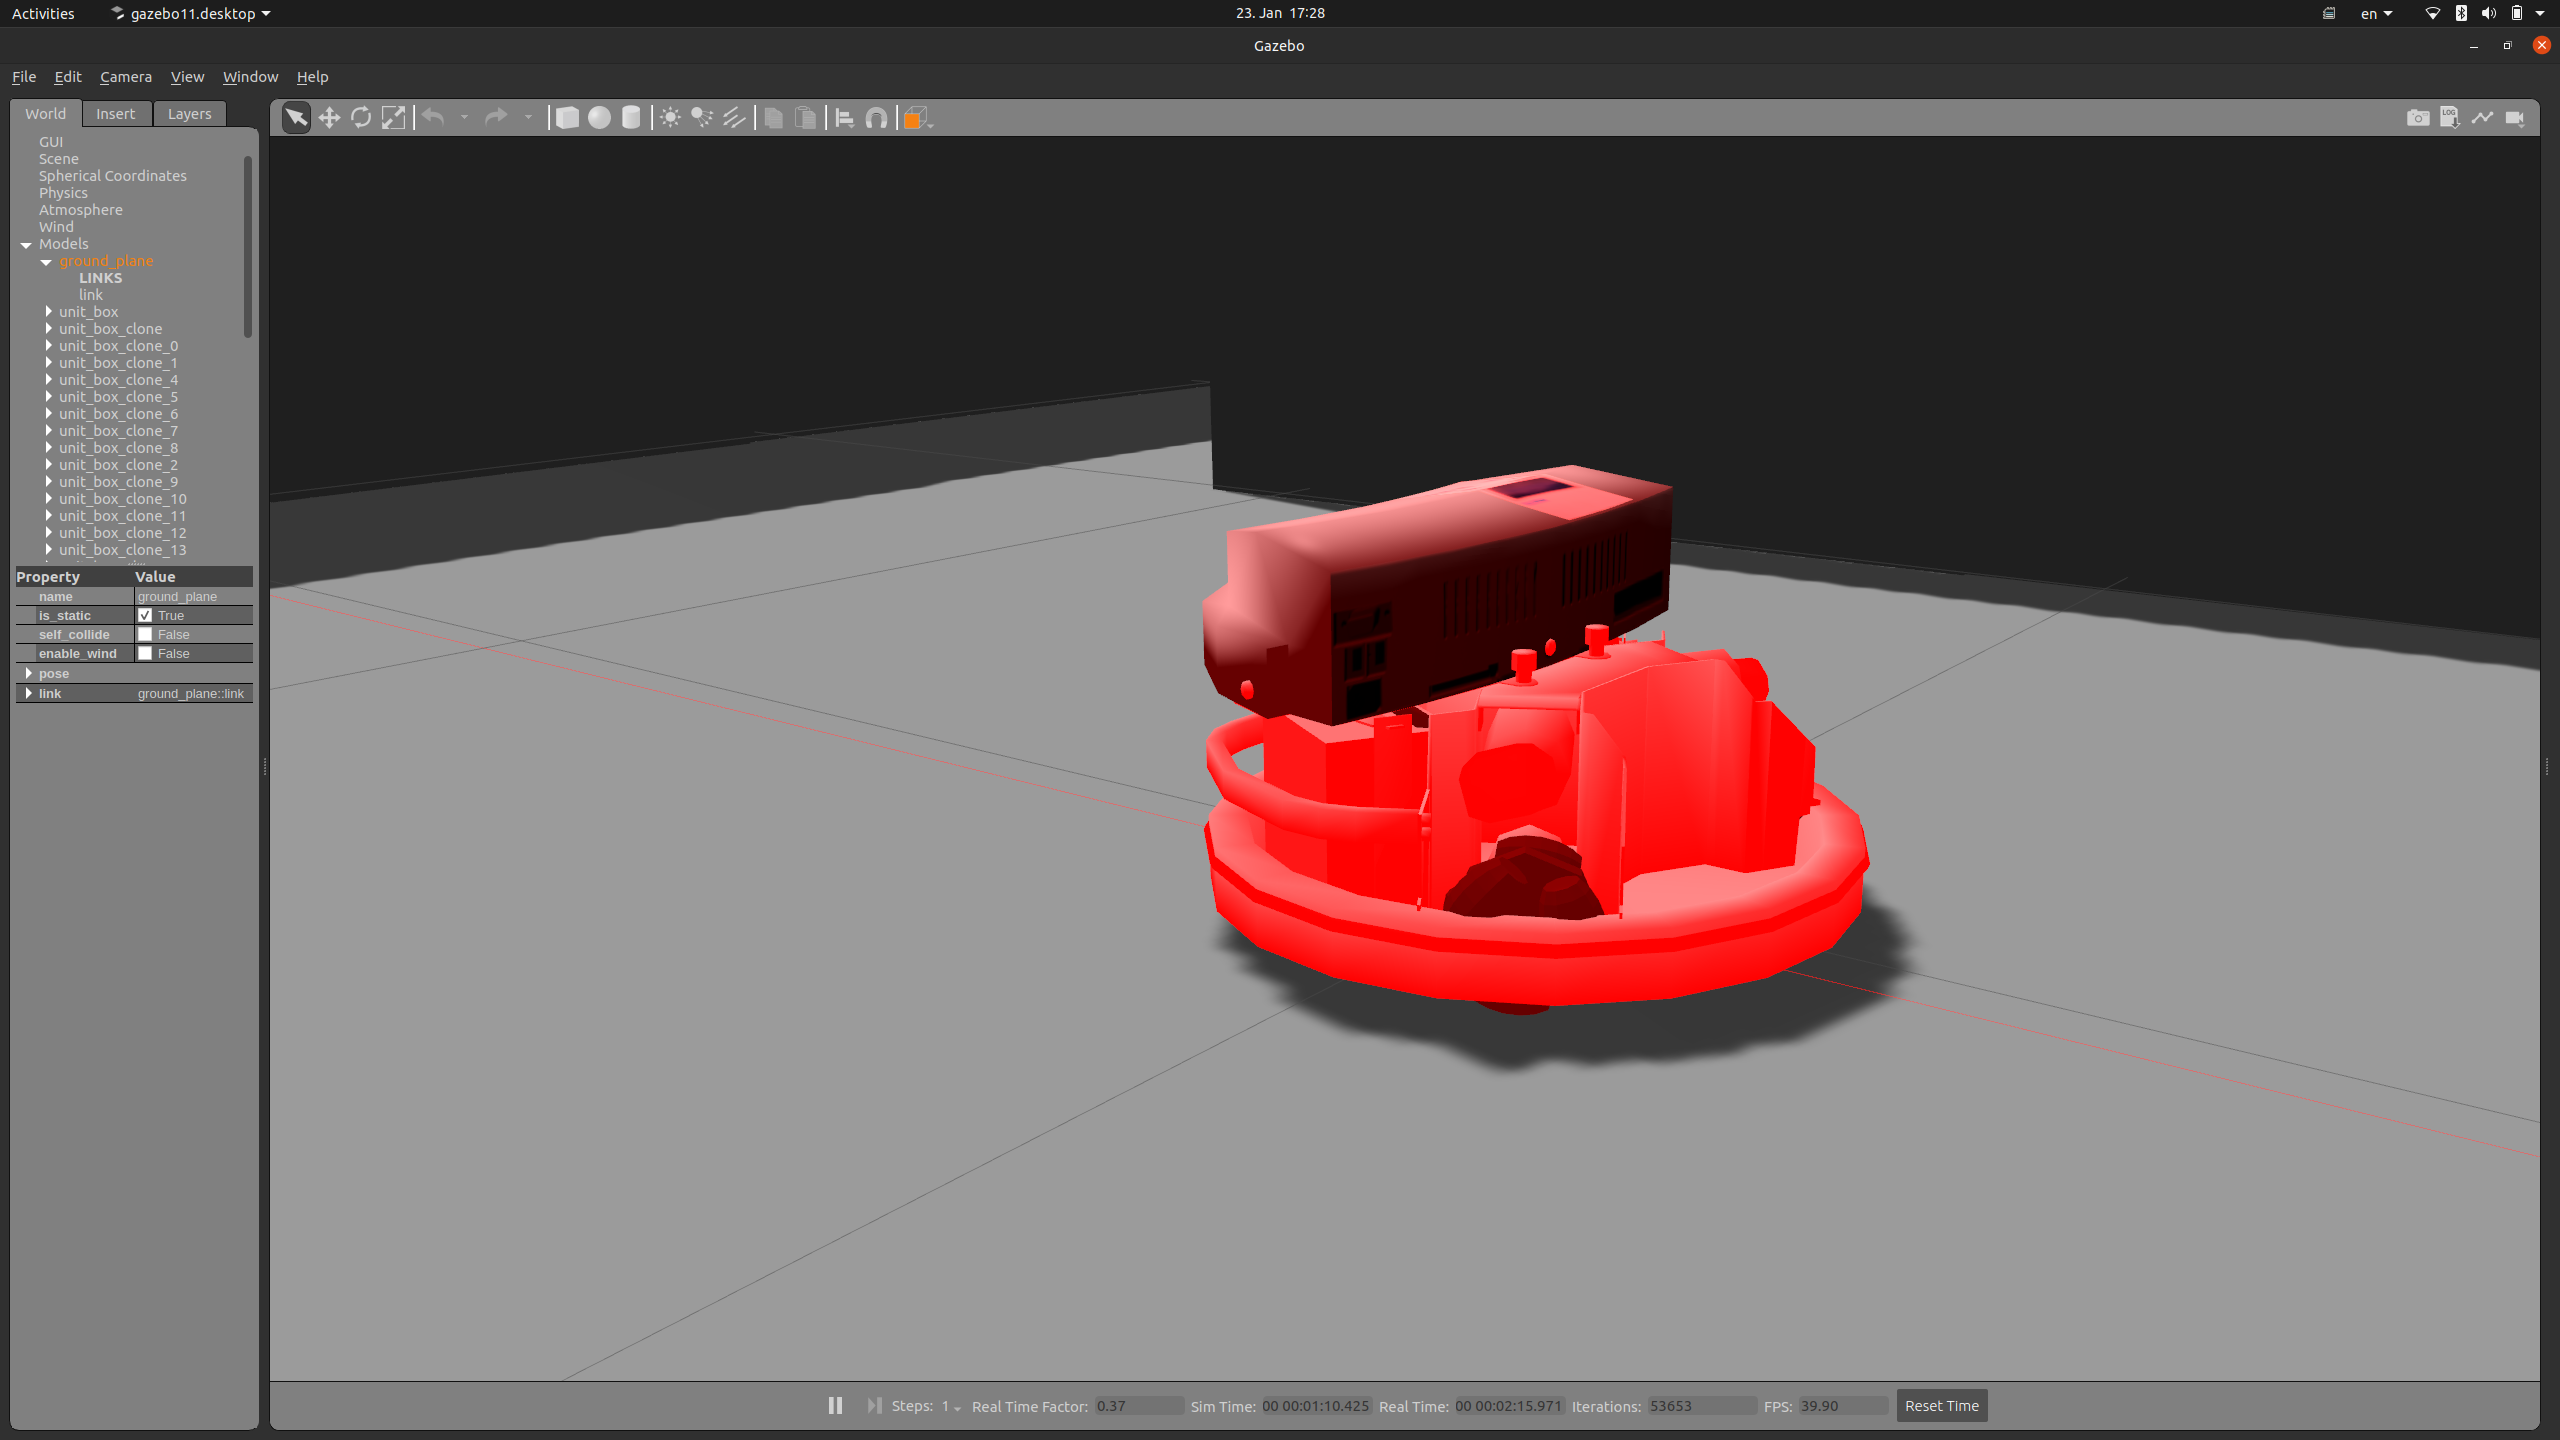 Activities gazebo11.desktop 23. Jan 17:28 en
Gazebo
File Edit Camera View Window Help
World Insert Layers
LOG
GUI
Scene
Spherical Coordinates
Physics
Atmosphere
Wind
Models
ground_plane
LINKS
link
unit_box
unit_box_clone
unit_box_clone_0
unit_box_clone_1
unit_box_clone_4
unit_box_clone_5
unit_box_clone_6
unit_box_clone_7
unit_box_clone_8
unit_box_clone_2
unit_box_clone_9
unit_box_clone_10
unit_box_clone_11
unit_box_clone_12
unit_box_clone_13
Property Value
name ground_plane
is_static True
self_collide False
enable_wind False
pose
link ground_plane::link
Steps: 1 Real Time Factor: 0.37 Sim Time: 00 00:01:10.425 Real Time: 00 00:02:15.971 Iterations: 53653 FPS: 39.90 Reset Time